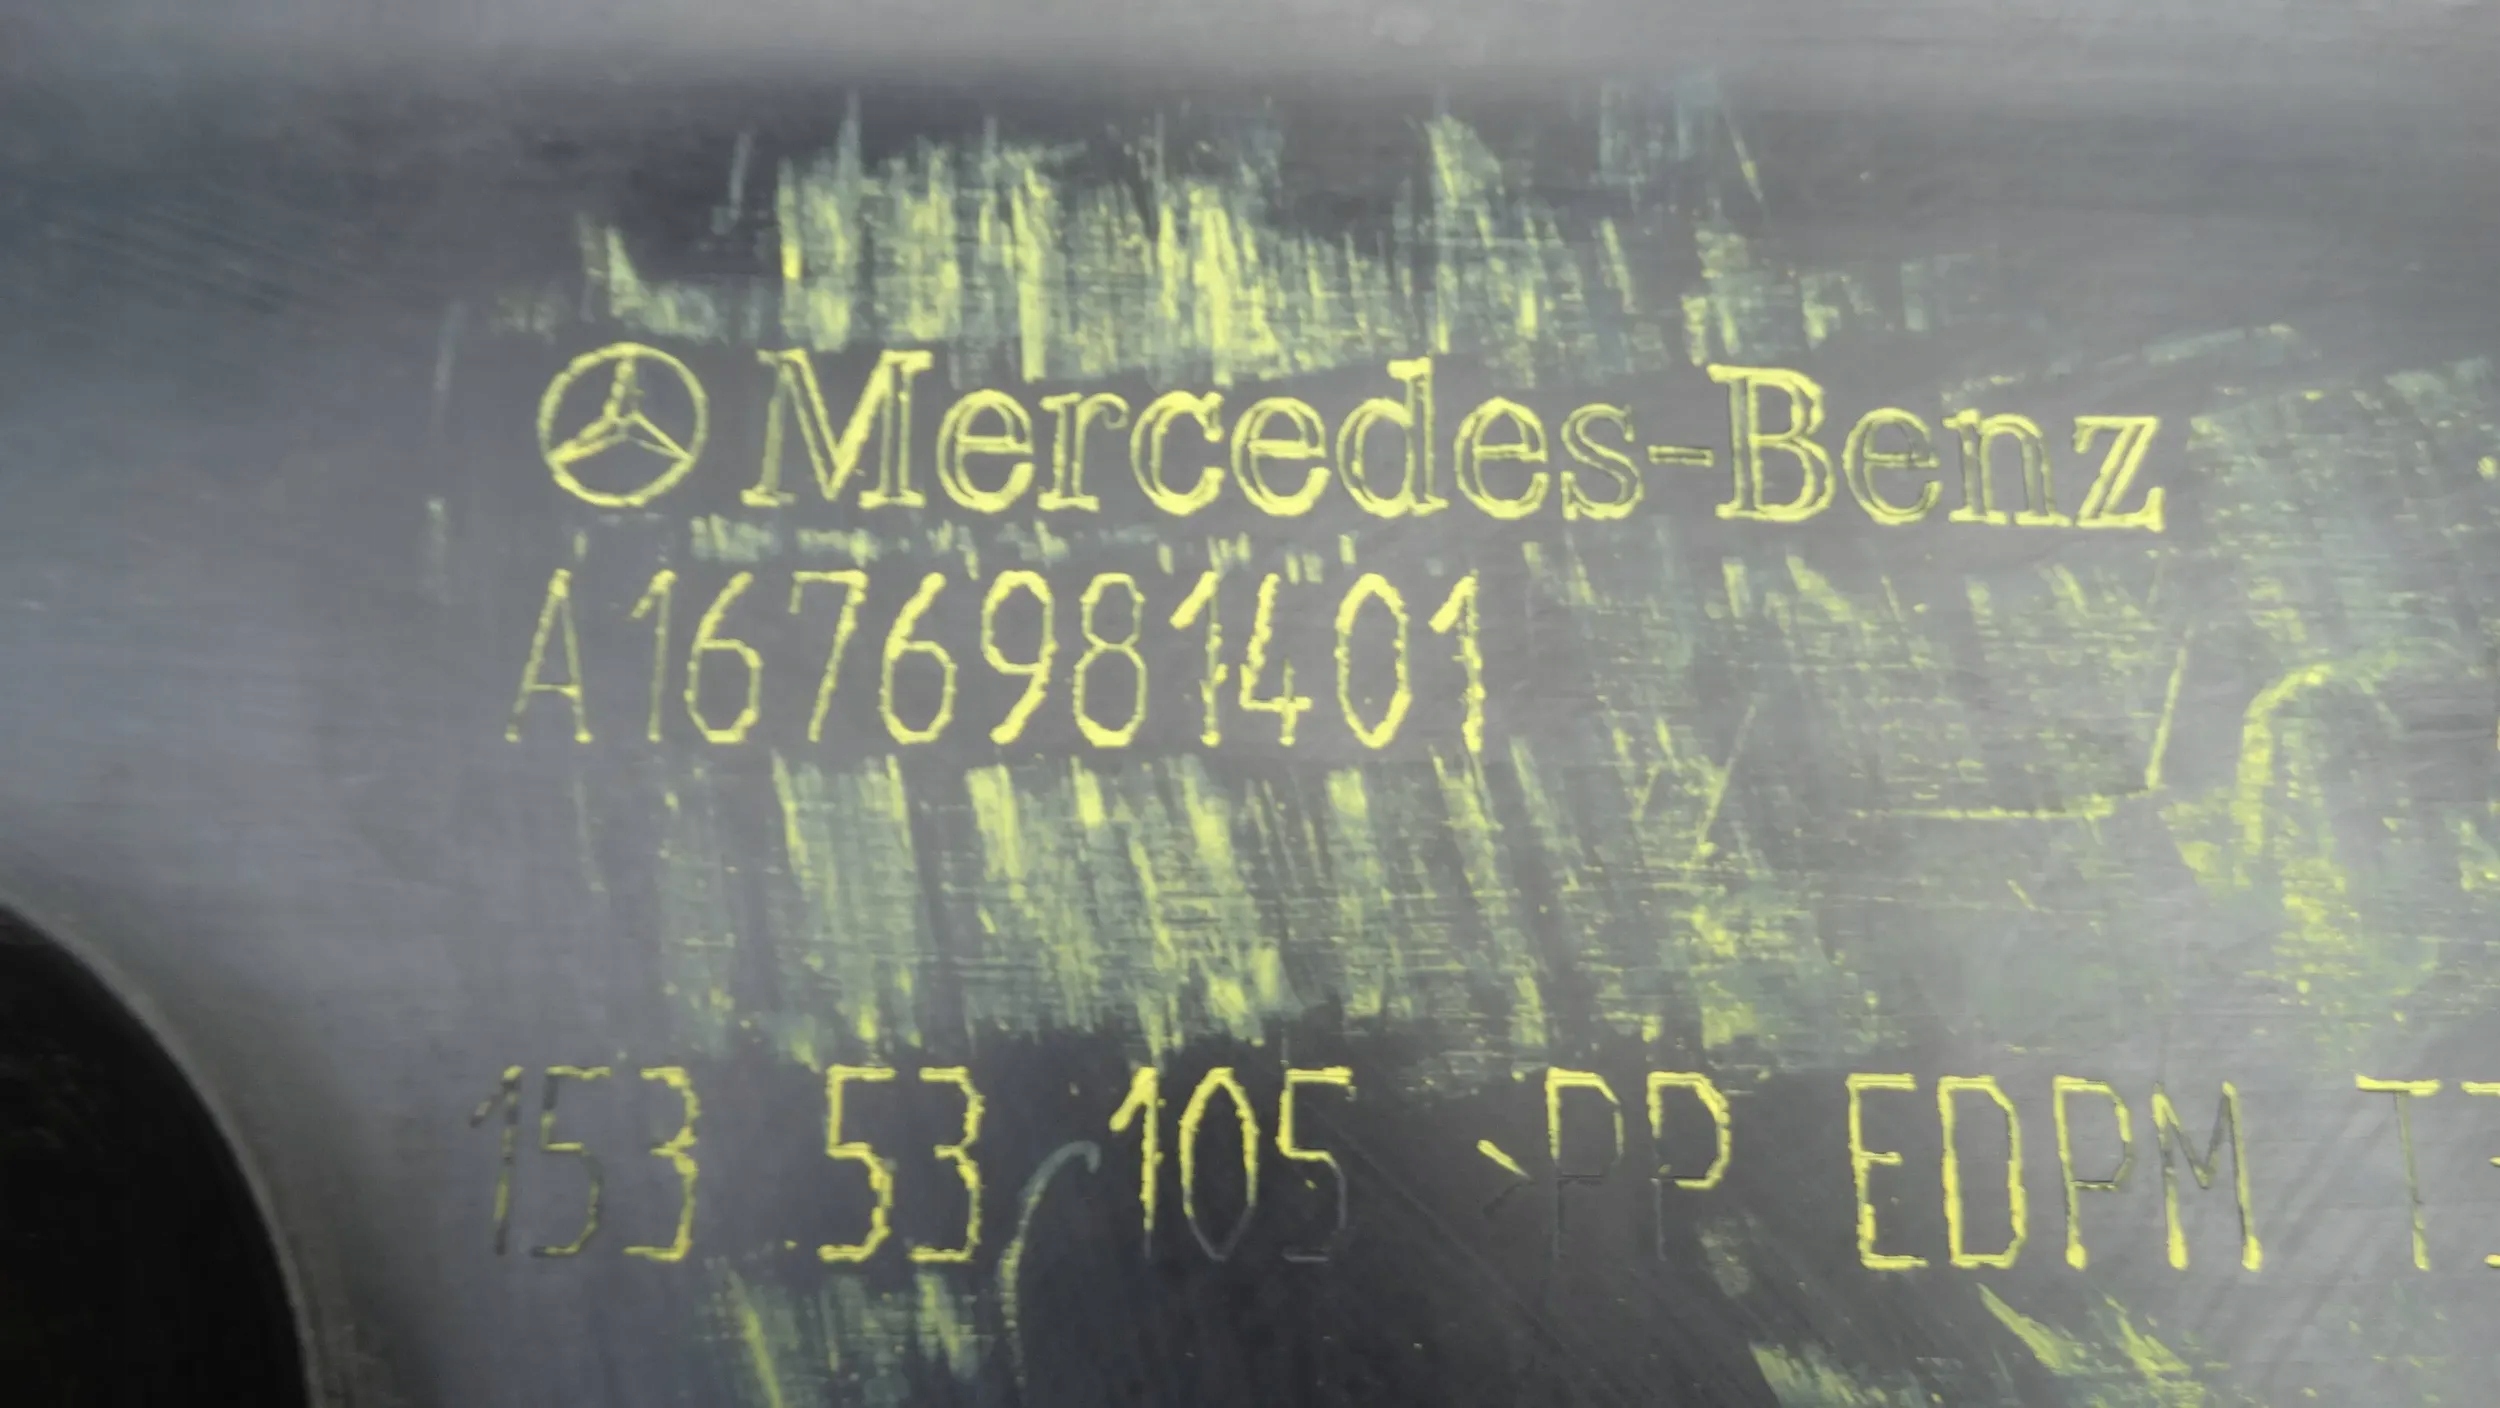 Mercedes-Benz
A1676981401
153 53 105 >PP EDPM